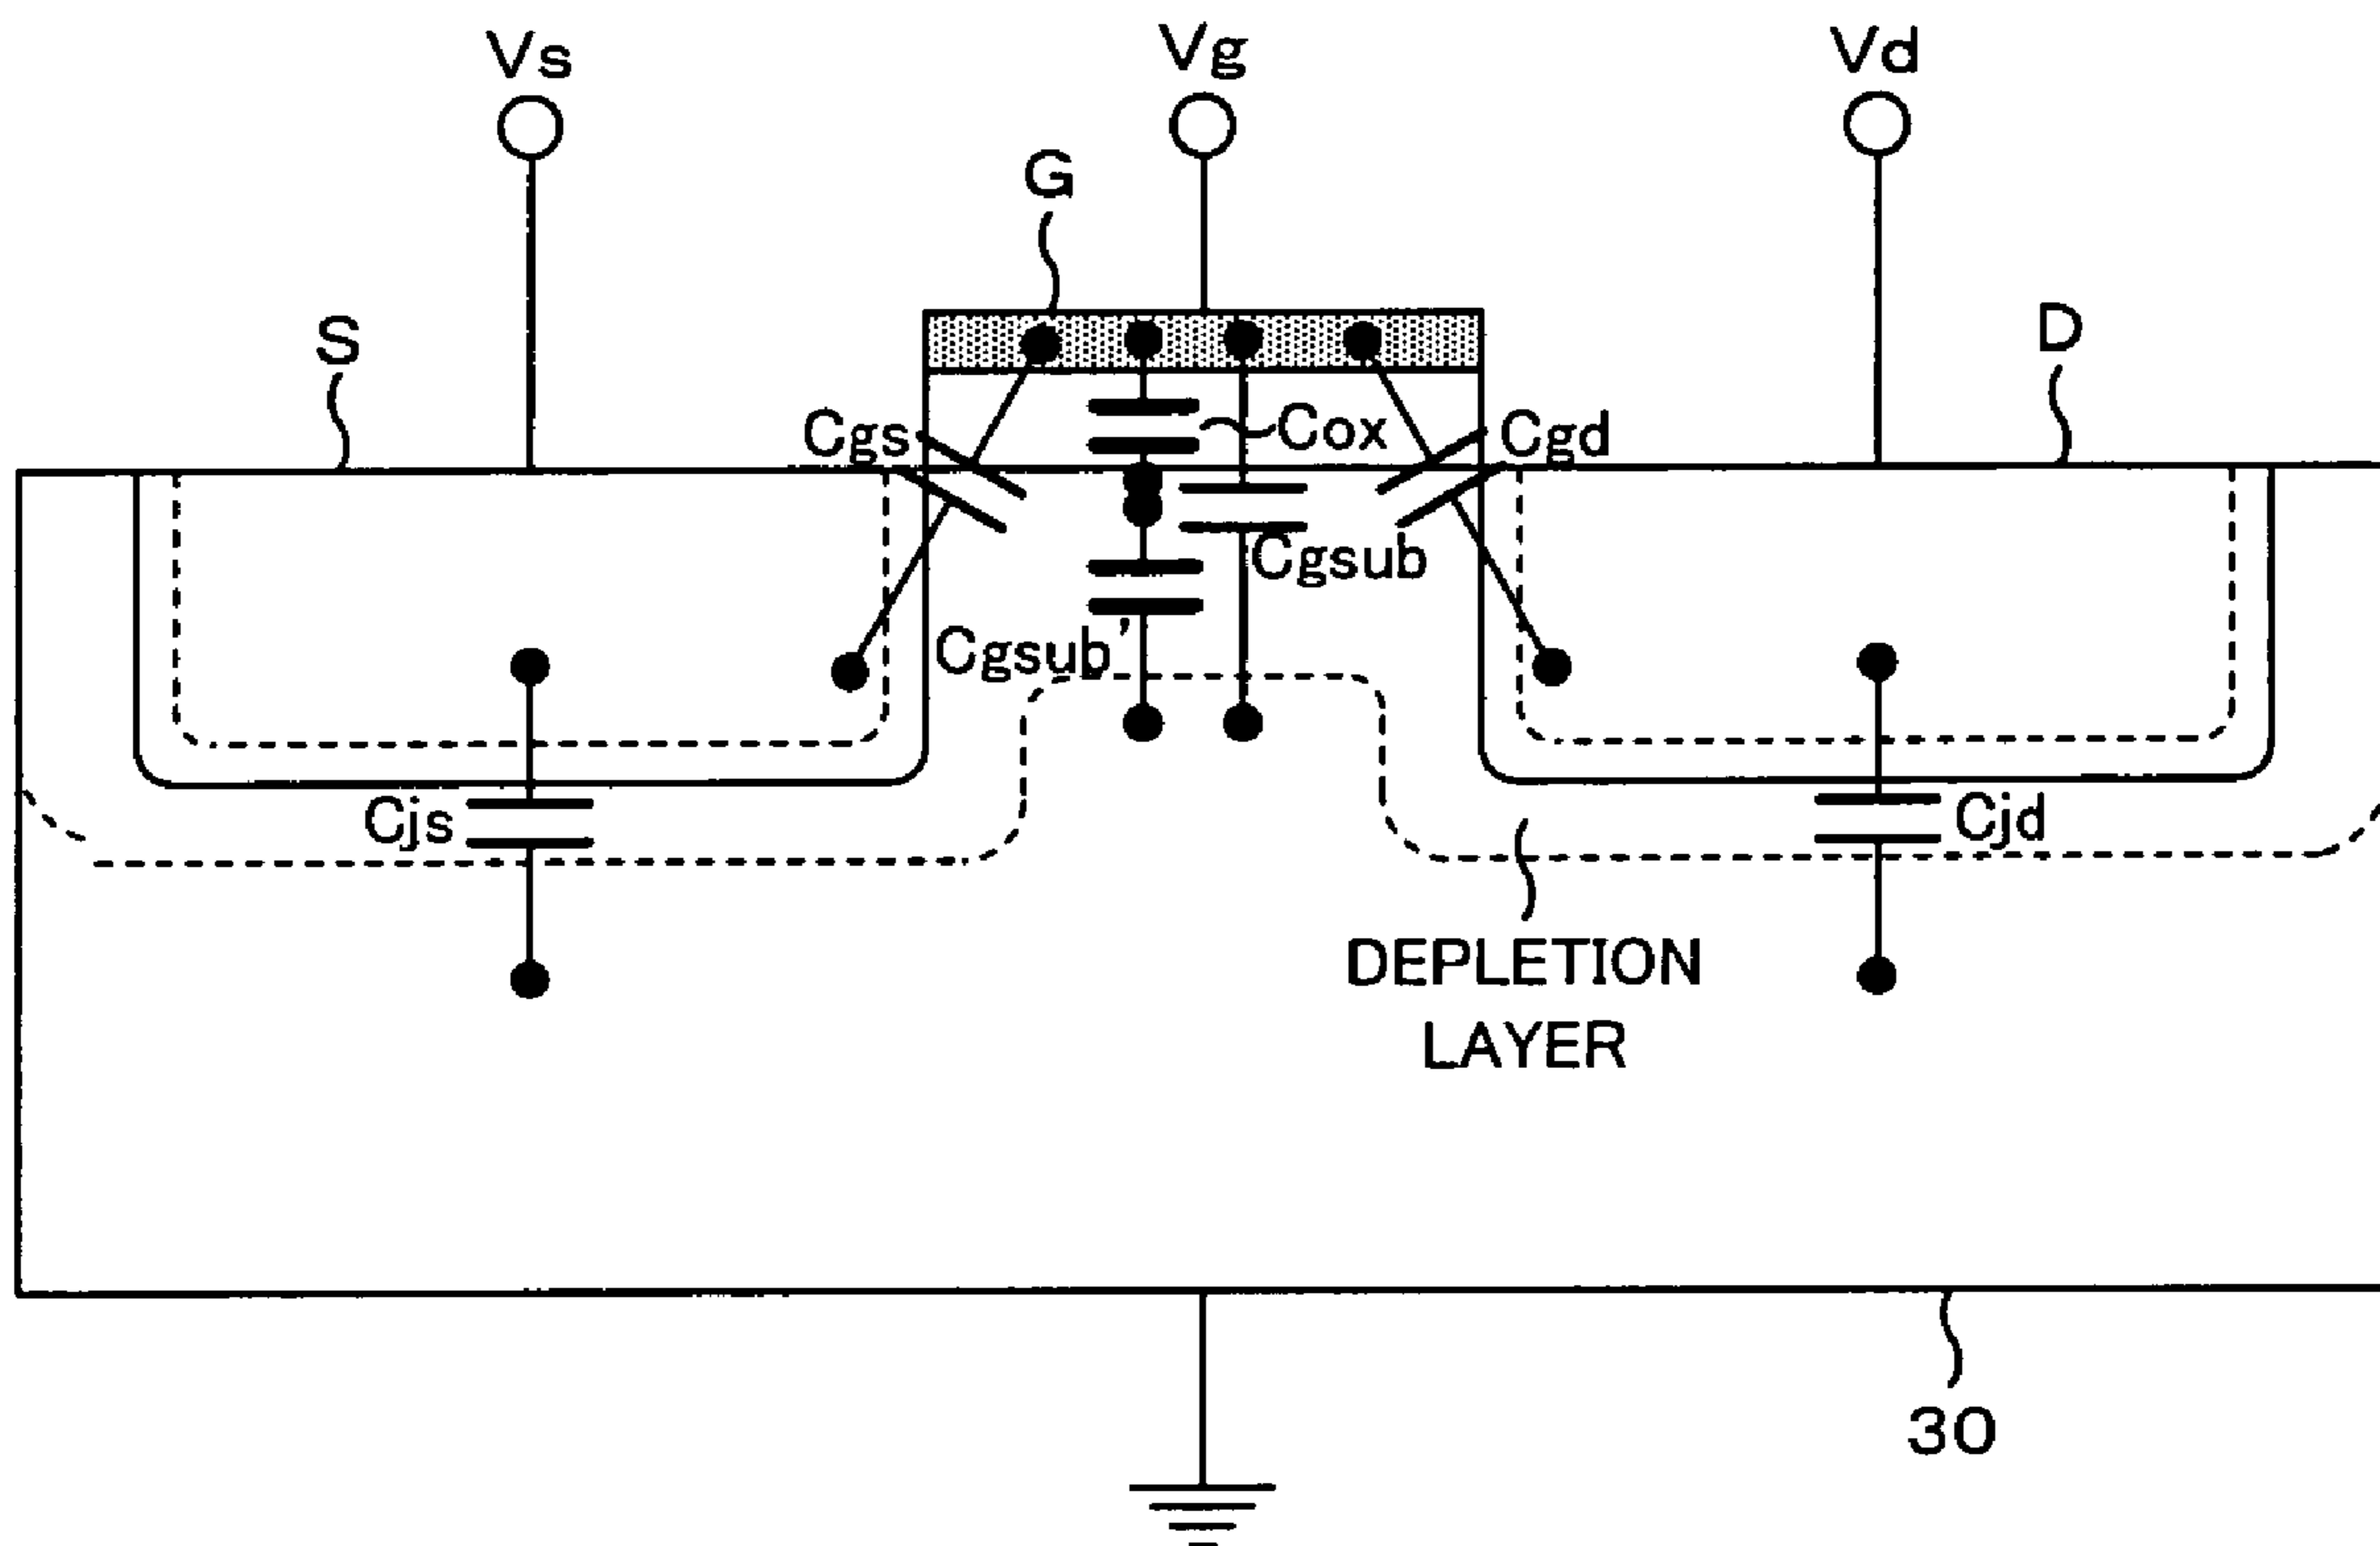 Vs
Vg
Vd
G
S
D
Cgs
Cox
Cgd
Cgsub
Cgsub'
Cjs
Cjd
DEPLETION
LAYER
30